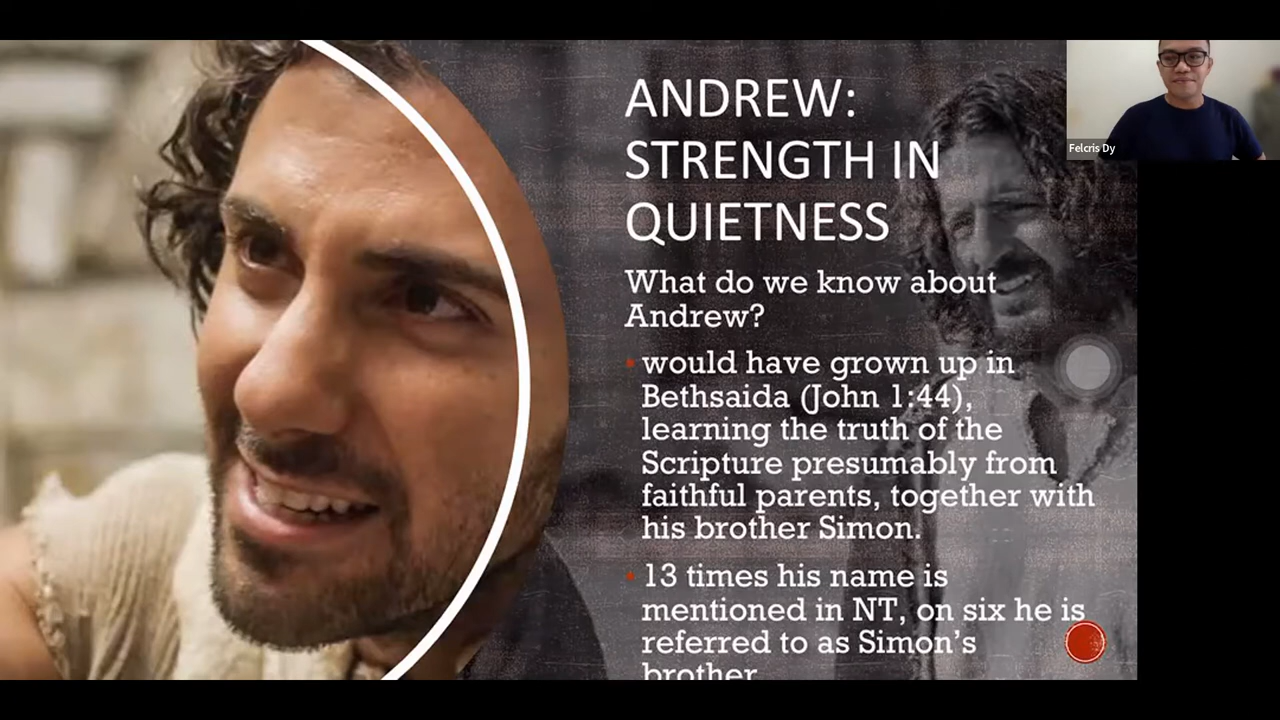 ANDREW:
STRENGTH IN
QUIETNESS
What do we know about
Andrew?
would have grown up in
Bethsaida (John 1:44),
learning the truth of the
Scripture presumably from
faithful parents, together with
his brother Simon.
13 times his name is
mentioned in NT, on six he is
referred to as Simon's
brother
Felcris Dy